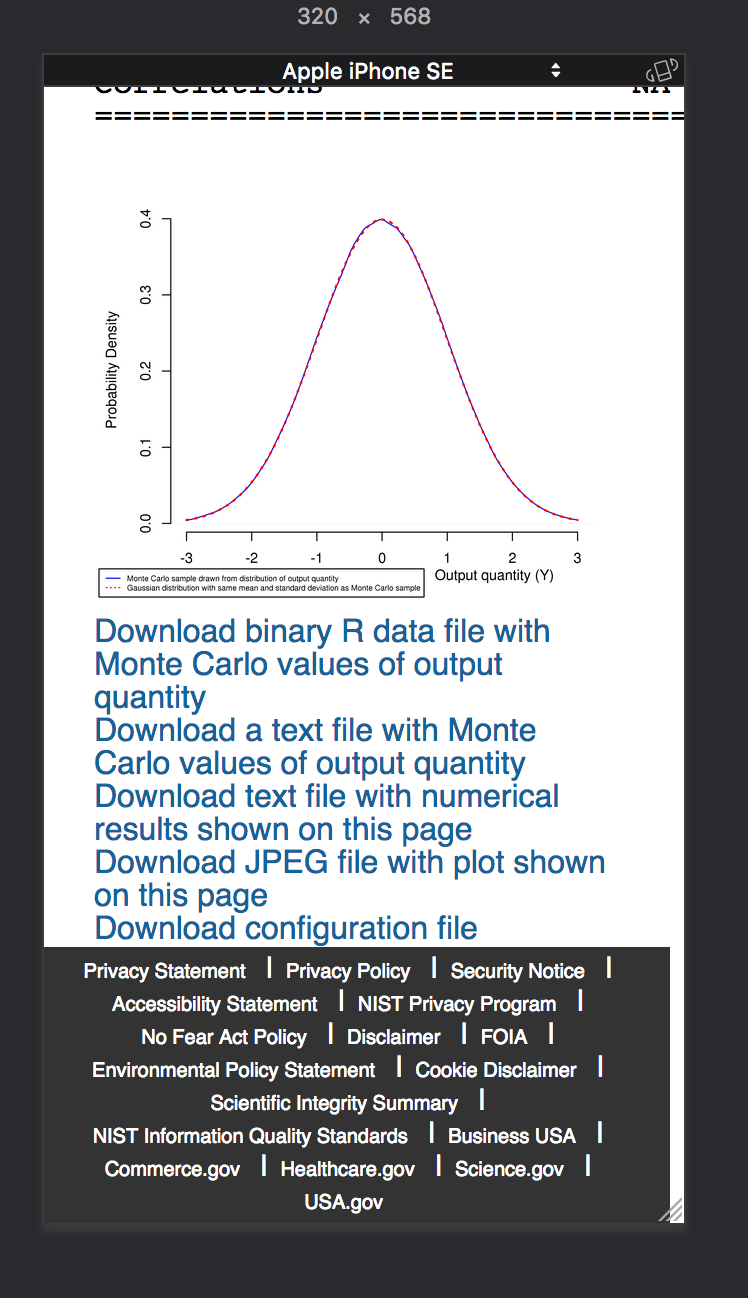 320 × 568
Apple iPhone SE
Correlations NA
===============================
0.4
0.3
0.2
0.1
0.0
Probability Density
-3 -2 -1 0 1 2 3
Output quantity (Y)
Monte Carlo sample drawn from distribution of output quantity
Gaussian distribution with same mean and standard deviation as Monte Carlo sample
Download binary R data file with
Monte Carlo values of output
quantity
Download a text file with Monte
Carlo values of output quantity
Download text file with numerical
results shown on this page
Download JPEG file with plot shown
on this page
Download configuration file
Privacy Statement | Privacy Policy | Security Notice |
Accessibility Statement | NIST Privacy Program |
No Fear Act Policy | Disclaimer | FOIA |
Environmental Policy Statement | Cookie Disclaimer |
Scientific Integrity Summary |
NIST Information Quality Standards | Business USA |
Commerce.gov | Healthcare.gov | Science.gov |
USA.gov